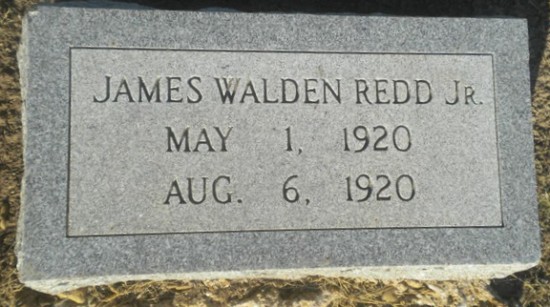 JAMES WALDEN REDD JR.
MAY 1, 1920
AUG. 6, 1920